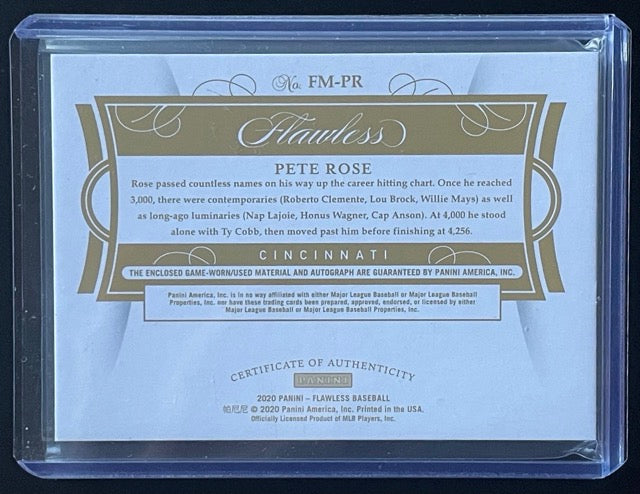 No. FM-PR
Flawless
PETE ROSE
Rose passed countless names on his way up the career hitting chart. Once he reached
3,000, there were contemporaries (Roberto Clemente, Lou Brock, Willie Mays) as well
as long-ago luminaries (Nap Lajoie, Honus Wagner, Cap Anson). At 4,000 he stood
alone with Ty Cobb, then moved past him before finishing at 4,256.
CINCINNATI
THE ENCLOSED GAME-WORN/USED MATERIAL AND AUTOGRAPH ARE GUARANTEED BY PANINI AMERICA, INC.
Panini America, Inc. is in no way affiliated with either Major League Baseball or Major League Baseball
Properties, Inc. nor have these trading cards been prepared, approved, endorsed, or licensed by either
Major League Baseball or Major League Baseball Properties, Inc.
CERTIFICATE OF AUTHENTICITY
PANINI
2020 PANINI – FLAWLESS BASEBALL
帕尼尼 © 2020 Panini America, Inc. Printed in the USA.
Officially Licensed Product of MLB Players, Inc.